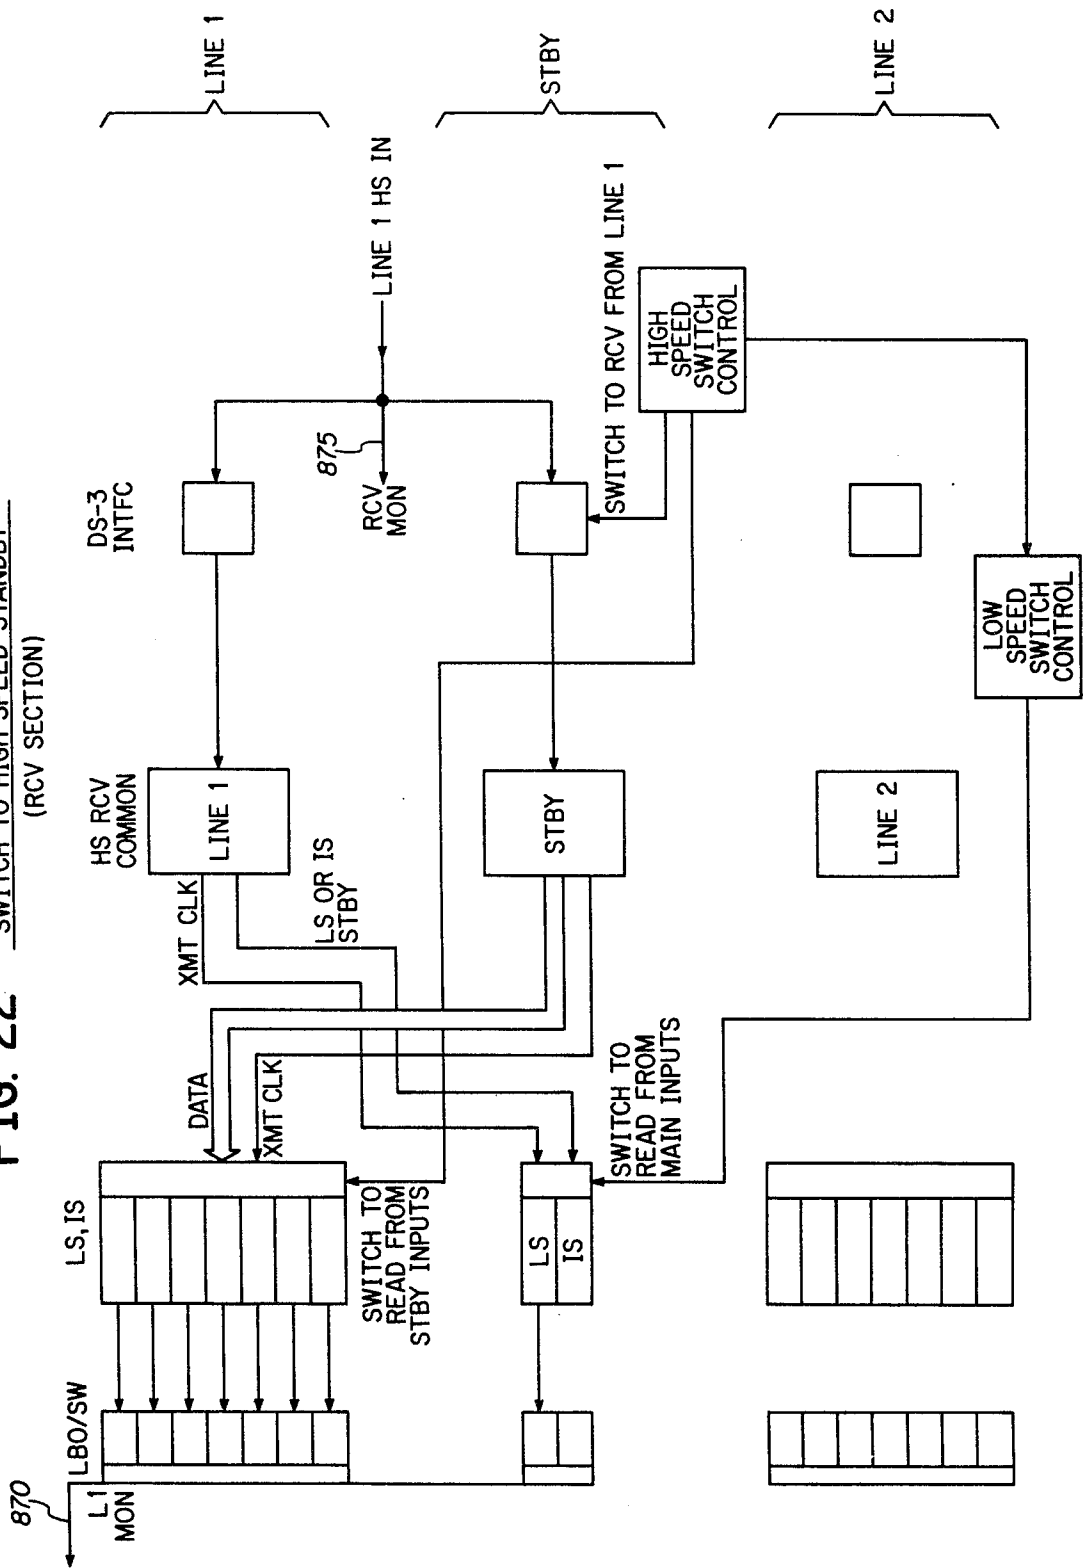 FIG. 22
SWITCH TO HIGH SPEED STANDBY
(RCV SECTION)
870
L1
MON
LBO/SW
LS, IS
DATA
XMT CLK
XMT CLK
HS RCV
COMMON
LINE 1
DS-3
INTFC
LINE 1
SWITCH TO
READ FROM
STBY INPUTS
LS OR IS
STBY
RCV
MON
875
LINE 1 HS IN
LS
IS
STBY
STBY
SWITCH TO RCV FROM LINE 1
SWITCH TO
READ FROM
MAIN INPUTS
HIGH
SPEED
SWITCH
CONTROL
LINE 2
LINE 2
LOW
SPEED
SWITCH
CONTROL